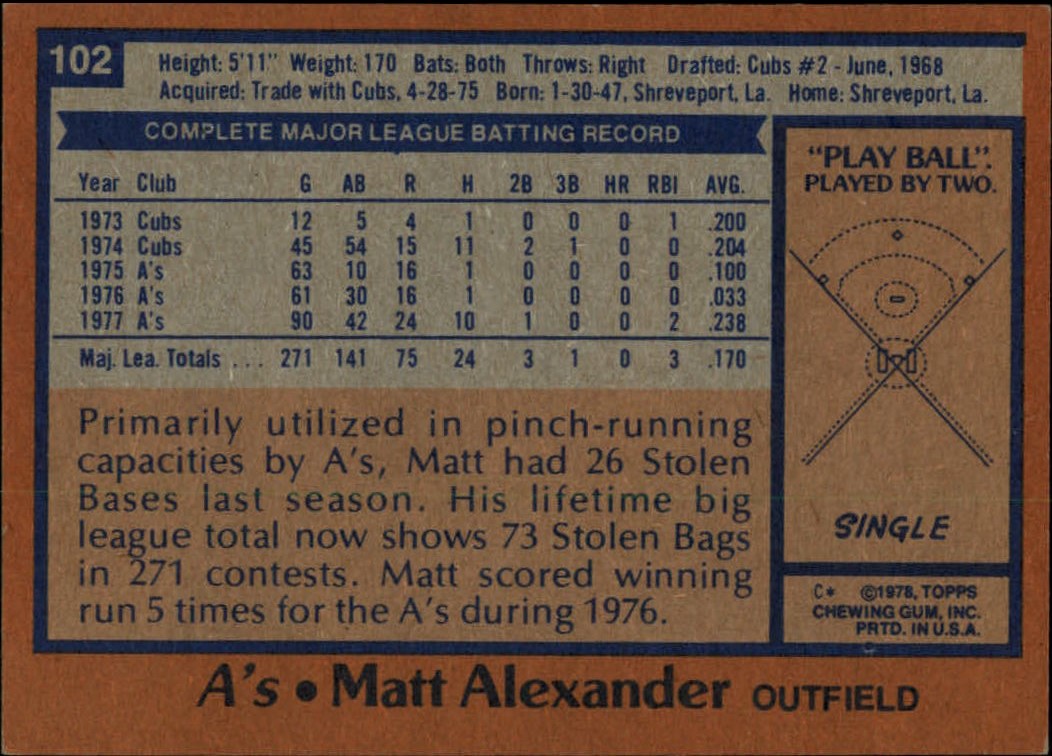 102
Height: 5'11" Weight: 170 Bats: Both Throws: Right Drafted: Cubs #2 - June, 1968
Acquired: Trade with Cubs, 4-28-75 Born: 1-30-47, Shreveport, La. Home: Shreveport, La.
COMPLETE MAJOR LEAGUE BATTING RECORD
Year Club G AB R H 2B 3B HR RBI AVG.
1973 Cubs 12 5 4 1 0 0 0 1 .200
1974 Cubs 45 54 15 11 2 1 0 0 .204
1975 A's 63 10 16 1 0 0 0 0 .100
1976 A's 61 30 16 1 0 0 0 0 .033
1977 A's 90 42 24 10 1 0 0 2 .238
Maj. Lea. Totals ... 271 141 75 24 3 1 0 3 .170
Primarily utilized in pinch-running
capacities by A's, Matt had 26 Stolen
Bases last season. His lifetime big
league total now shows 73 Stolen Bags
in 271 contests. Matt scored winning
run 5 times for the A's during 1976.
"PLAY BALL".
PLAYED BY TWO.
SINGLE
C* ©1978, TOPPS
CHEWING GUM, INC.
PRTD. IN U.S.A.
A's • Matt Alexander OUTFIELD